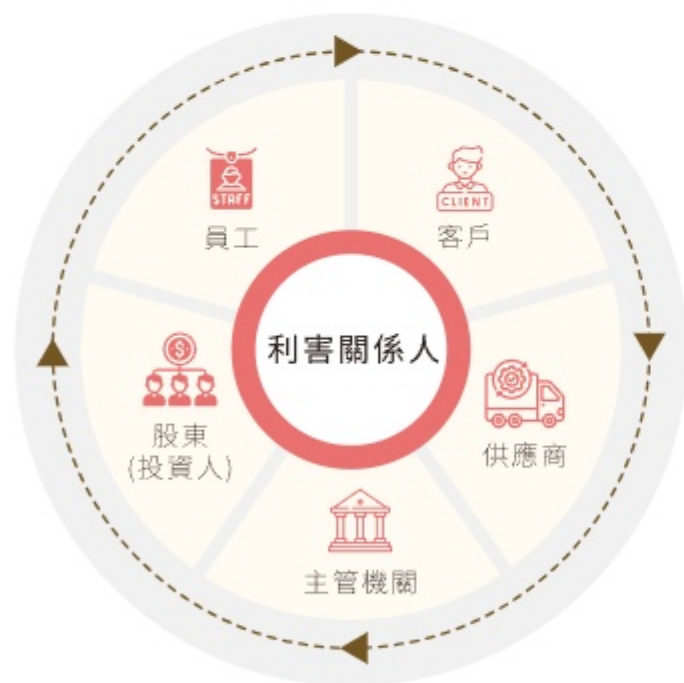 STAFF
員工
CLIENT
客戶
利害關係人
股東
(投資人)
供應商
主管機關